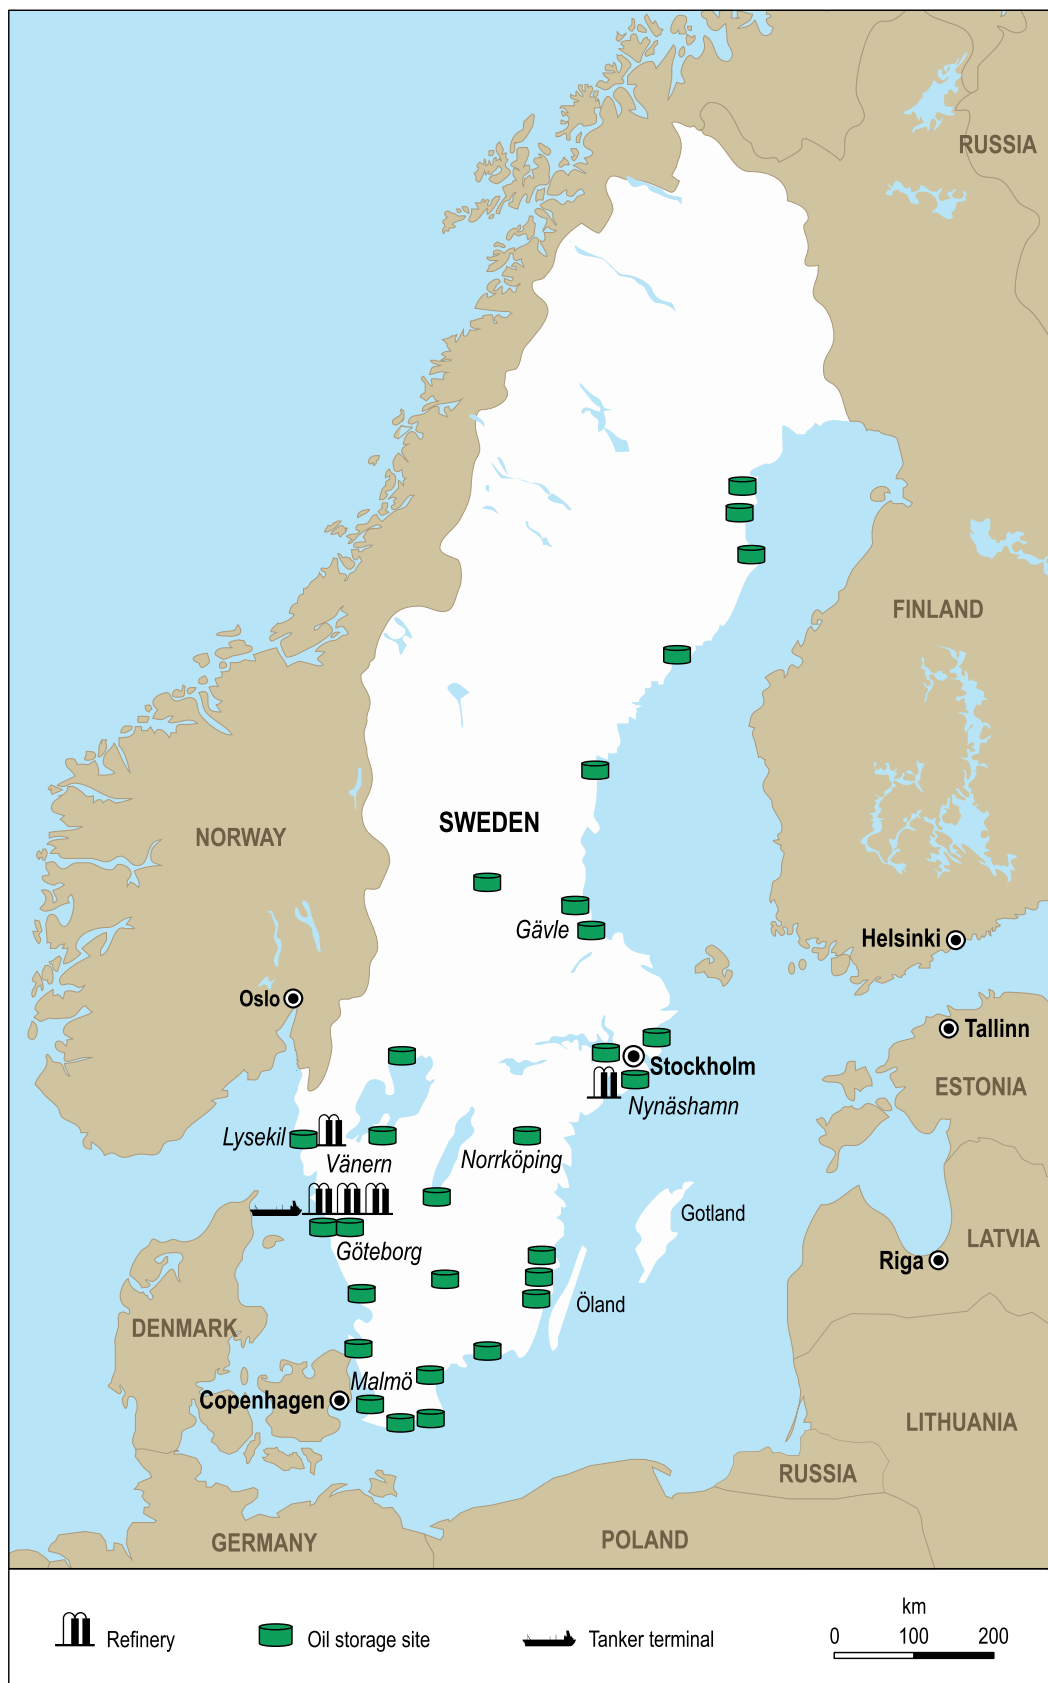 RUSSIA
FINLAND
SWEDEN
NORWAY
Gävle
Helsinki
Oslo
Tallinn
Stockholm
ESTONIA
Nynäshamn
Lysekil
Vänern
Norrköping
Gotland
LATVIA
Göteborg
Riga
Öland
DENMARK
Malmö
Copenhagen
LITHUANIA
RUSSIA
GERMANY
POLAND
km
Refinery
Oil storage site
Tanker terminal
0 100 200